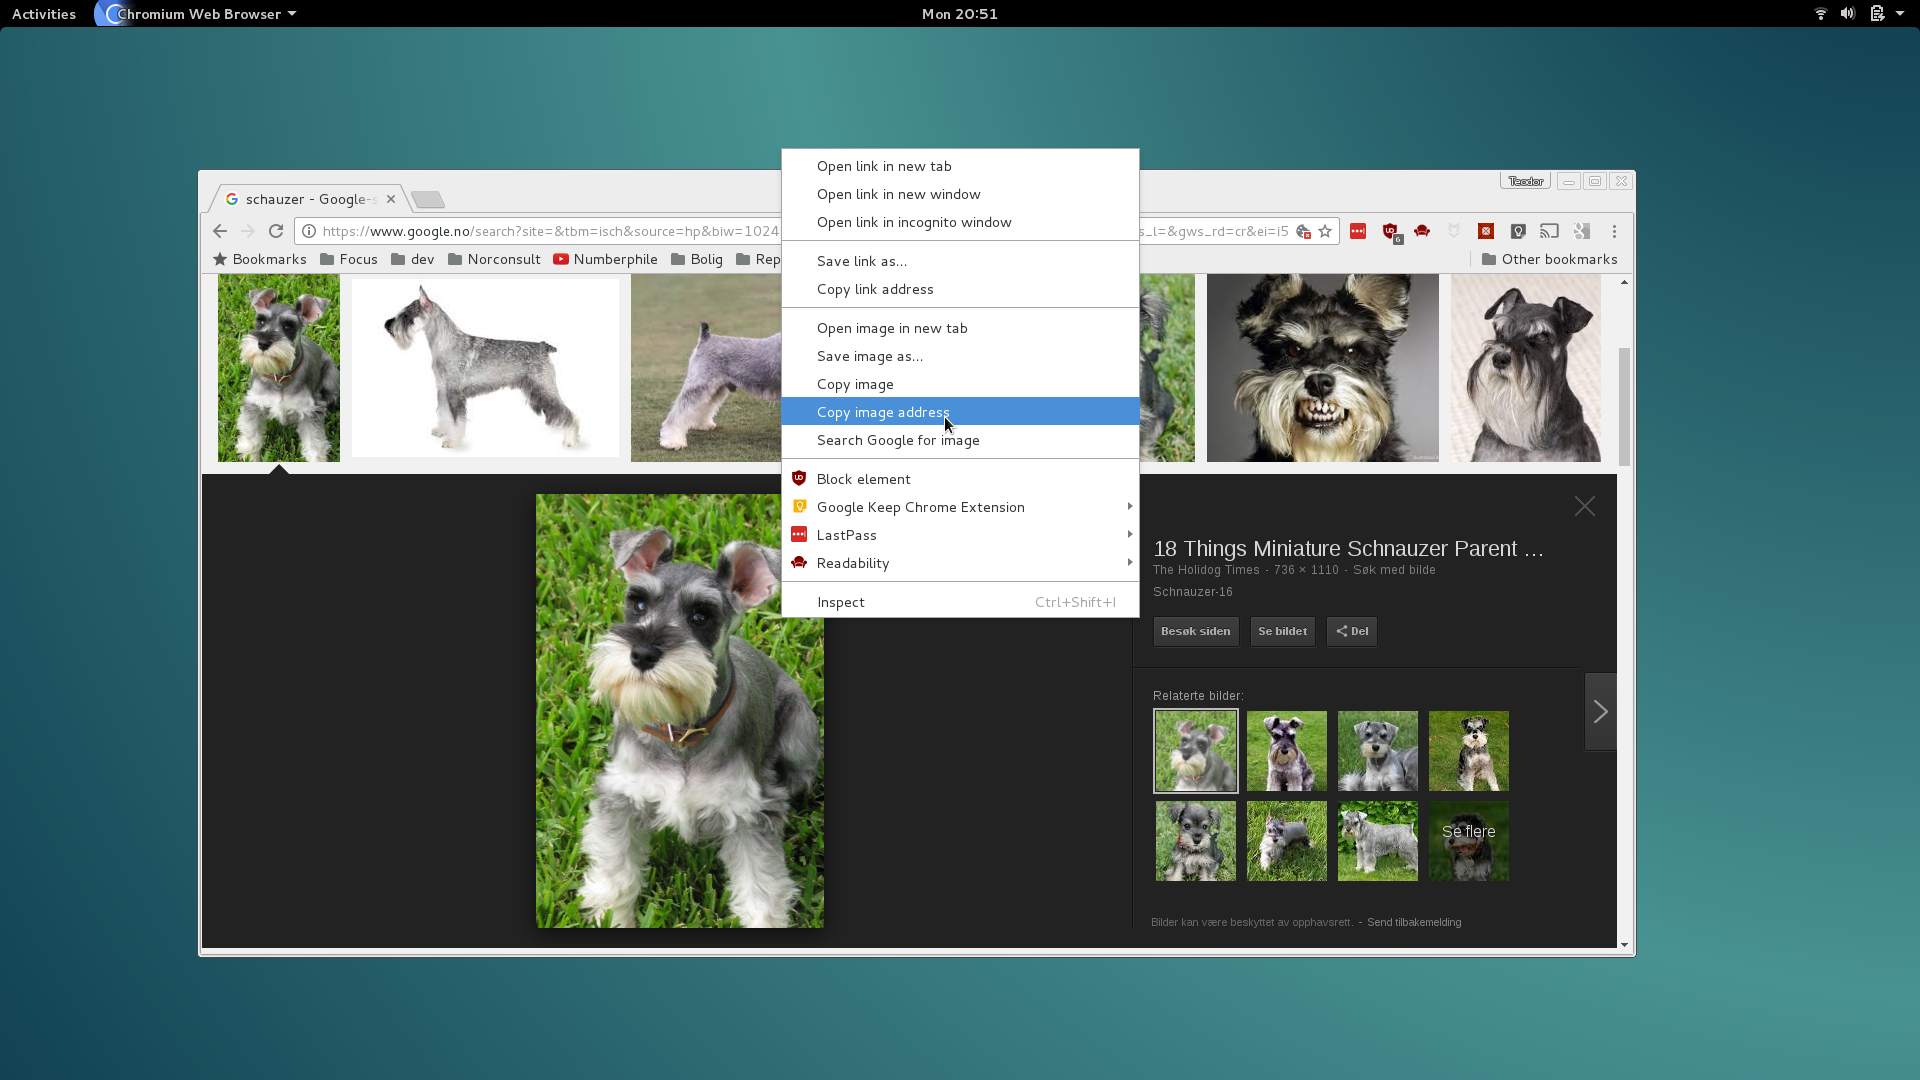 Activities
Chromium Web Browser
Mon 20:51
Teodor
schauzer - Google-s
https://www.google.no/search?site=&tbm=isch&source=hp&biw=1024
s_l=&gws_rd=cr&ei=i5
6
Bookmarks
Focus
dev
Norconsult
Numberphile
Bolig
Rep
Other bookmarks
Open link in new tab
Open link in new window
Open link in incognito window
Save link as...
Copy link address
Open image in new tab
Save image as...
Copy image
Copy image address
Search Google for image
Block element
Google Keep Chrome Extension
LastPass
Readability
Inspect Ctrl+Shift+I
18 Things Miniature Schnauzer Parent ...
The Holidog Times - 736 × 1110 - Søk med bilde
Schnauzer-16
Besøk siden
Se bildet
Del
Relaterte bilder:
Se flere
Bilder kan være beskyttet av opphavsrett. - Send tilbakemelding